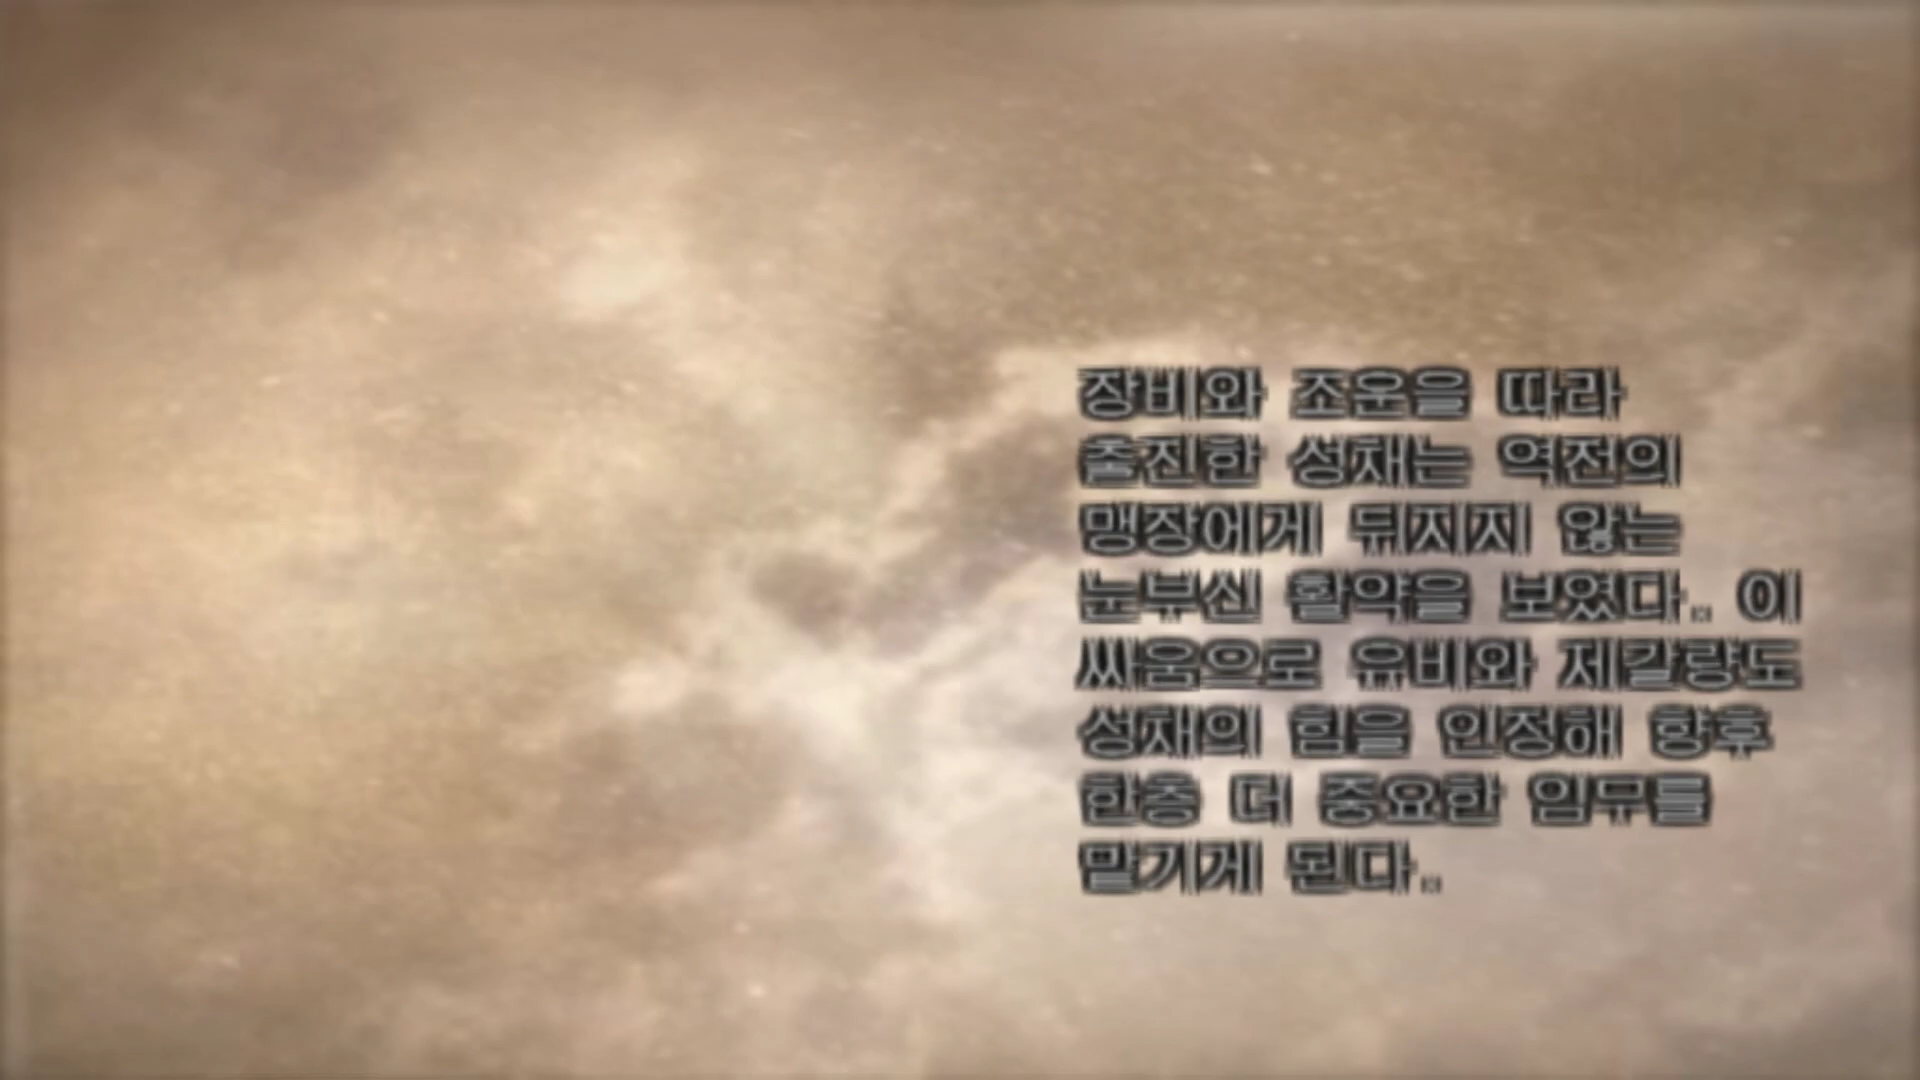 장비와 조운을 따라
출진한 성채는 역전의
맹장에게 뒤지지 않는
눈부신 활약을 보였다.. 이
싸움으로 유비와 제갈량도
성채의 힘을 인정해 향후
한층 더 중요한 임무를
맡기게 된다..